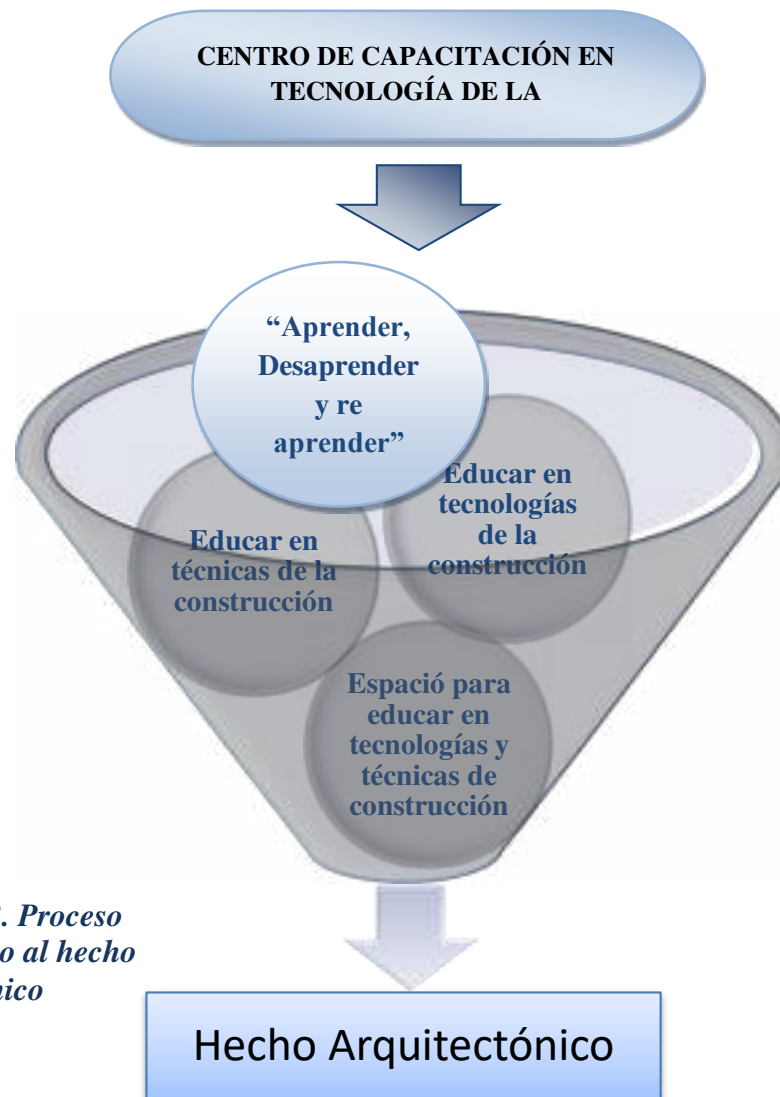 CENTRO DE CAPACITACIÓN EN
TECNOLOGÍA DE LA
“Aprender,
Desaprender
y re
aprender”
Educar en
tecnologías
de la
construcción
Educar en
técnicas de la
construcción
Espació para
educar en
tecnologías y
técnicas de
construcción
. Proceso
o al hecho
Hecho Arquitectónico